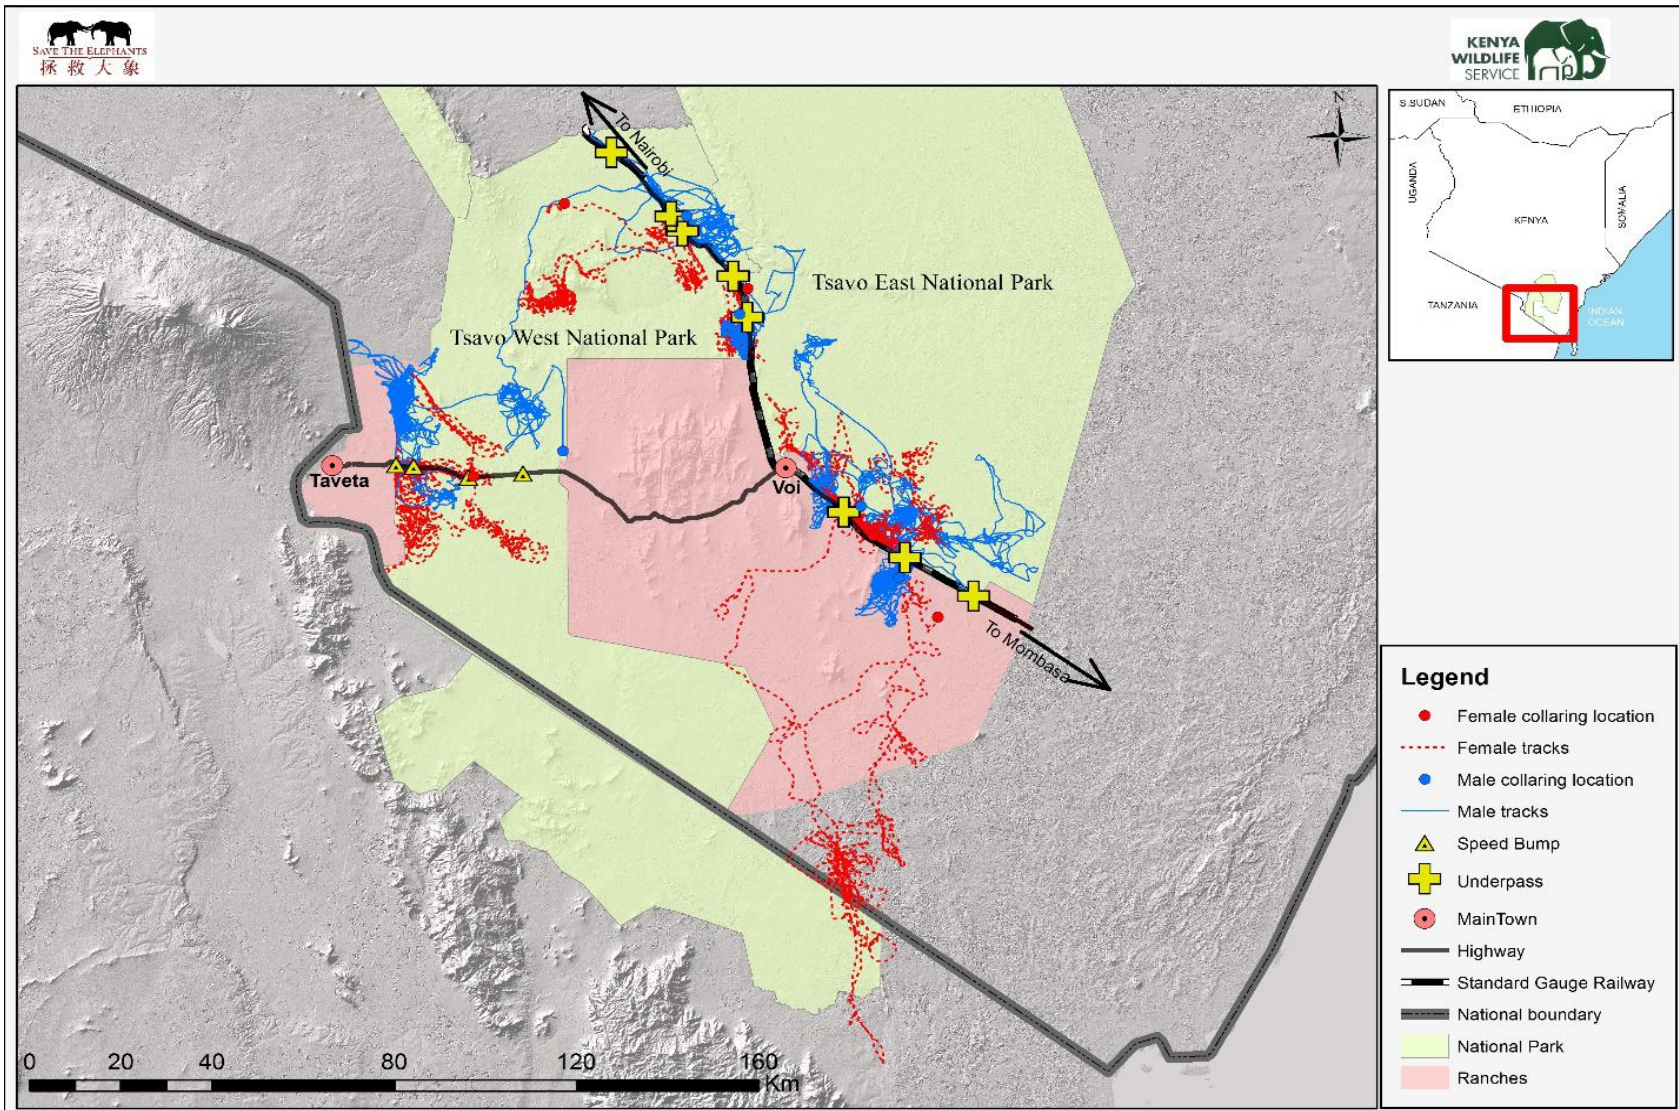 SAVE THE ELEPHANTS
拯救大象
KENYA
WILDLIFE
SERVICE
N
S.SUDAN
ETHIOPIA
UGANDA
KENYA
SOMALIA
TANZANIA
INDIAN
OCEAN
To Nairobi
Tsavo East National Park
Tsavo West National Park
Taveta
Voi
To Mombasa
0 20 40 80 120 160
Km
Legend
Female collaring location
Female tracks
Male collaring location
Male tracks
Speed Bump
Underpass
MainTown
Highway
Standard Gauge Railway
National boundary
National Park
Ranches